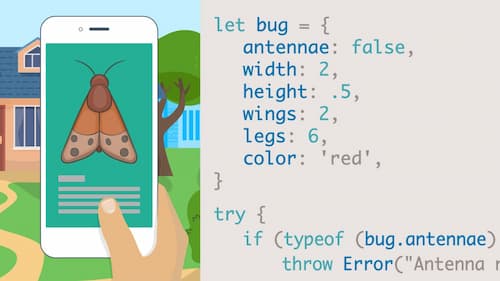 let bug = {
antennae: false,
width: 2,
height: .5,
wings: 2,
legs: 6,
color: 'red',
}
try {
if (typeof (bug.antennae)
throw Error("Antenna